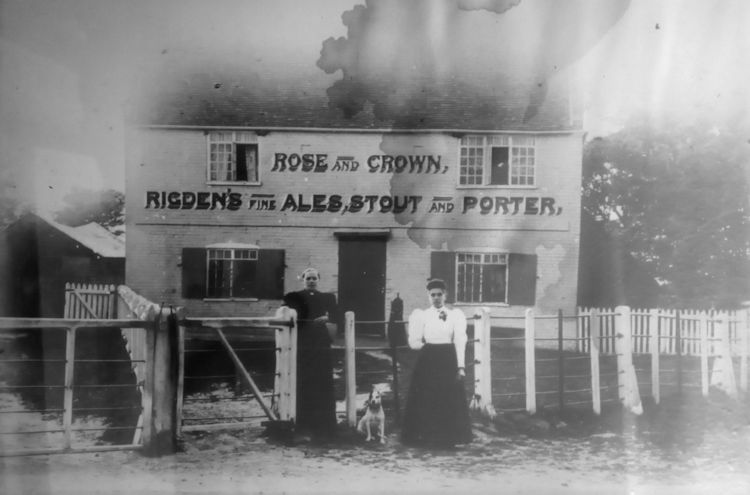 ROSE AND CROWN,
RIGDEN'S FINE ALES, STOUT AND PORTER,